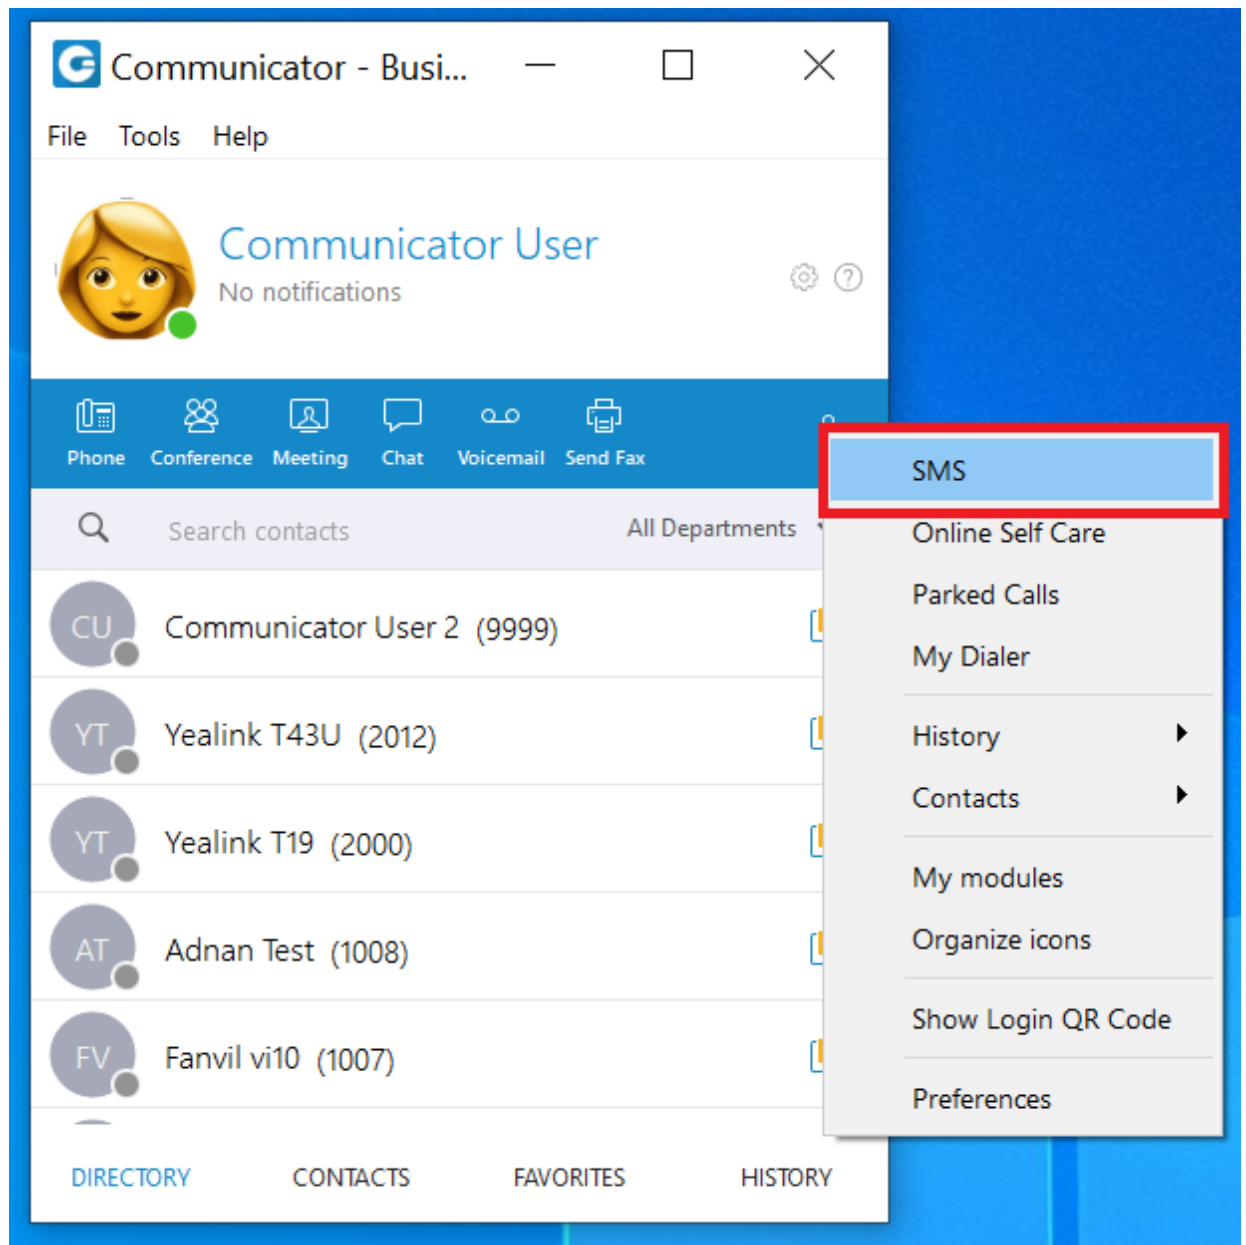 Communicator - Busi...
File Tools Help
Communicator User
No notifications
Phone Conference Meeting Chat Voicemail Send Fax
Search contacts All Departments
CU Communicator User 2 (9999)
YT Yealink T43U (2012)
YT Yealink T19 (2000)
AT Adnan Test (1008)
FV Fanvil vi10 (1007)
DIRECTORY CONTACTS FAVORITES HISTORY
SMS
Online Self Care
Parked Calls
My Dialer
History
Contacts
My modules
Organize icons
Show Login QR Code
Preferences